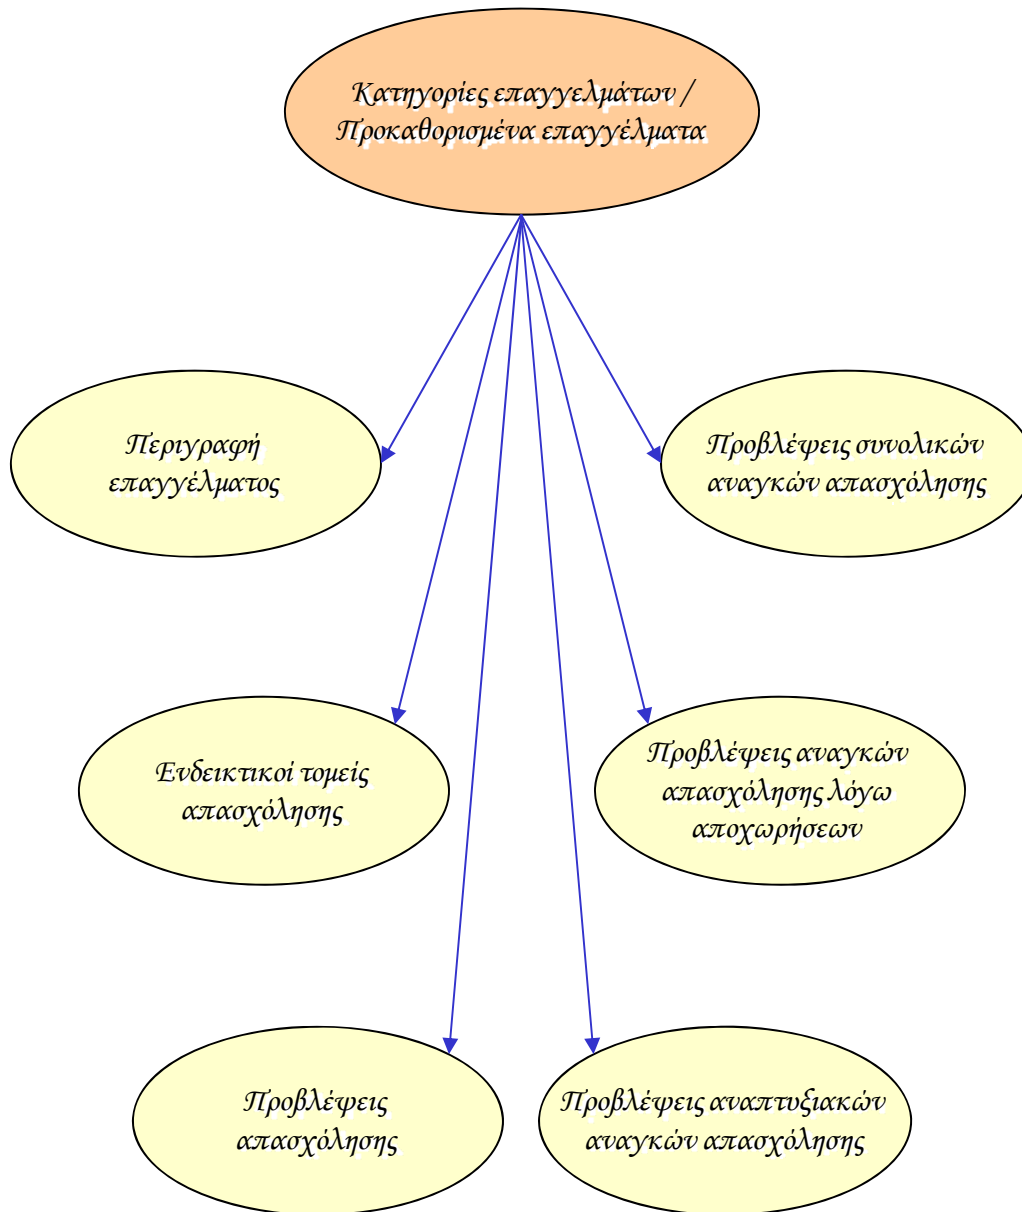 Κατηγορίες επαγγελμάτων /
Προκαθορισμένα επαγγέλματα
Περιγραφή
επαγγέλματος
Προβλέψεις συνολικών
αναγκών απασχόλησης
Ενδεικτικοί τομείς
απασχόλησης
Προβλέψεις αναγκών
απασχόλησης λόγω
αποχωρήσεων
Προβλέψεις
απασχόλησης
Προβλέψεις αναπτυξιακών
αναγκών απασχόλησης